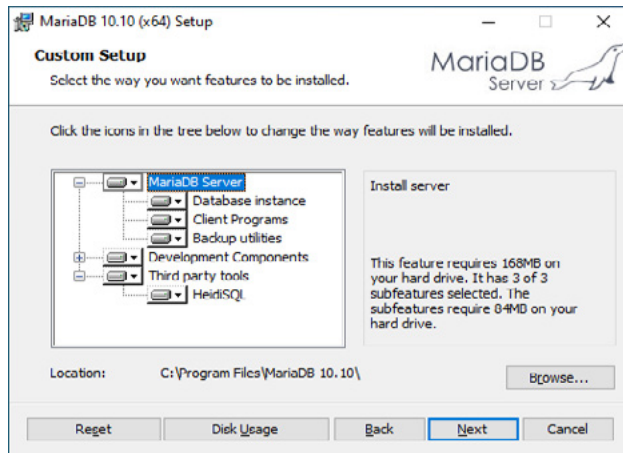 MariaDB 10.10 (x64) Setup
Custom Setup
Select the way you want features to be installed.
MariaDB
Server
Click the icons in the tree below to change the way features will be installed.
MariaDB Server
Database instance
Client Programs
Backup utilities
Development Components
Third party tools
HeidiSQL
Install server
This feature requires 168MB on
your hard drive. It has 3 of 3
subfeatures selected. The
subfeatures require 84MB on your
hard drive.
Location: C:\Program Files\MariaDB 10.10\
Browse...
Reset Disk Usage Back Next Cancel